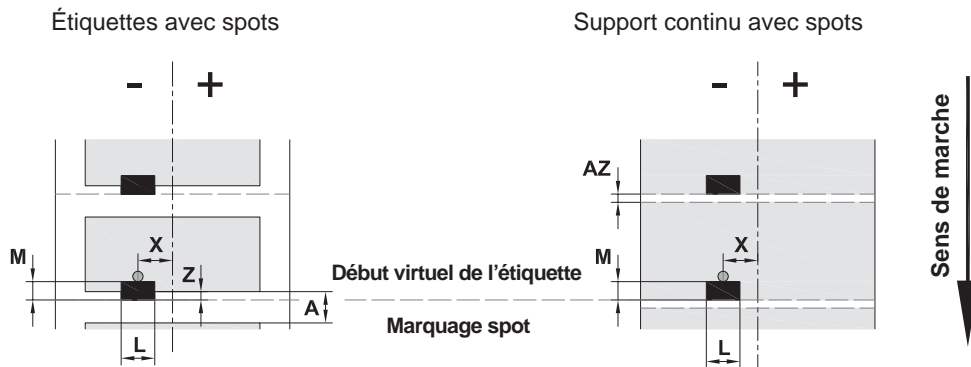 Étiquettes avec spots
Support continu avec spots
- +
- +
Sens de marche
AZ
X
X
M
Z
M
Début virtuel de l'étiquette
A
Marquage spot
L
L